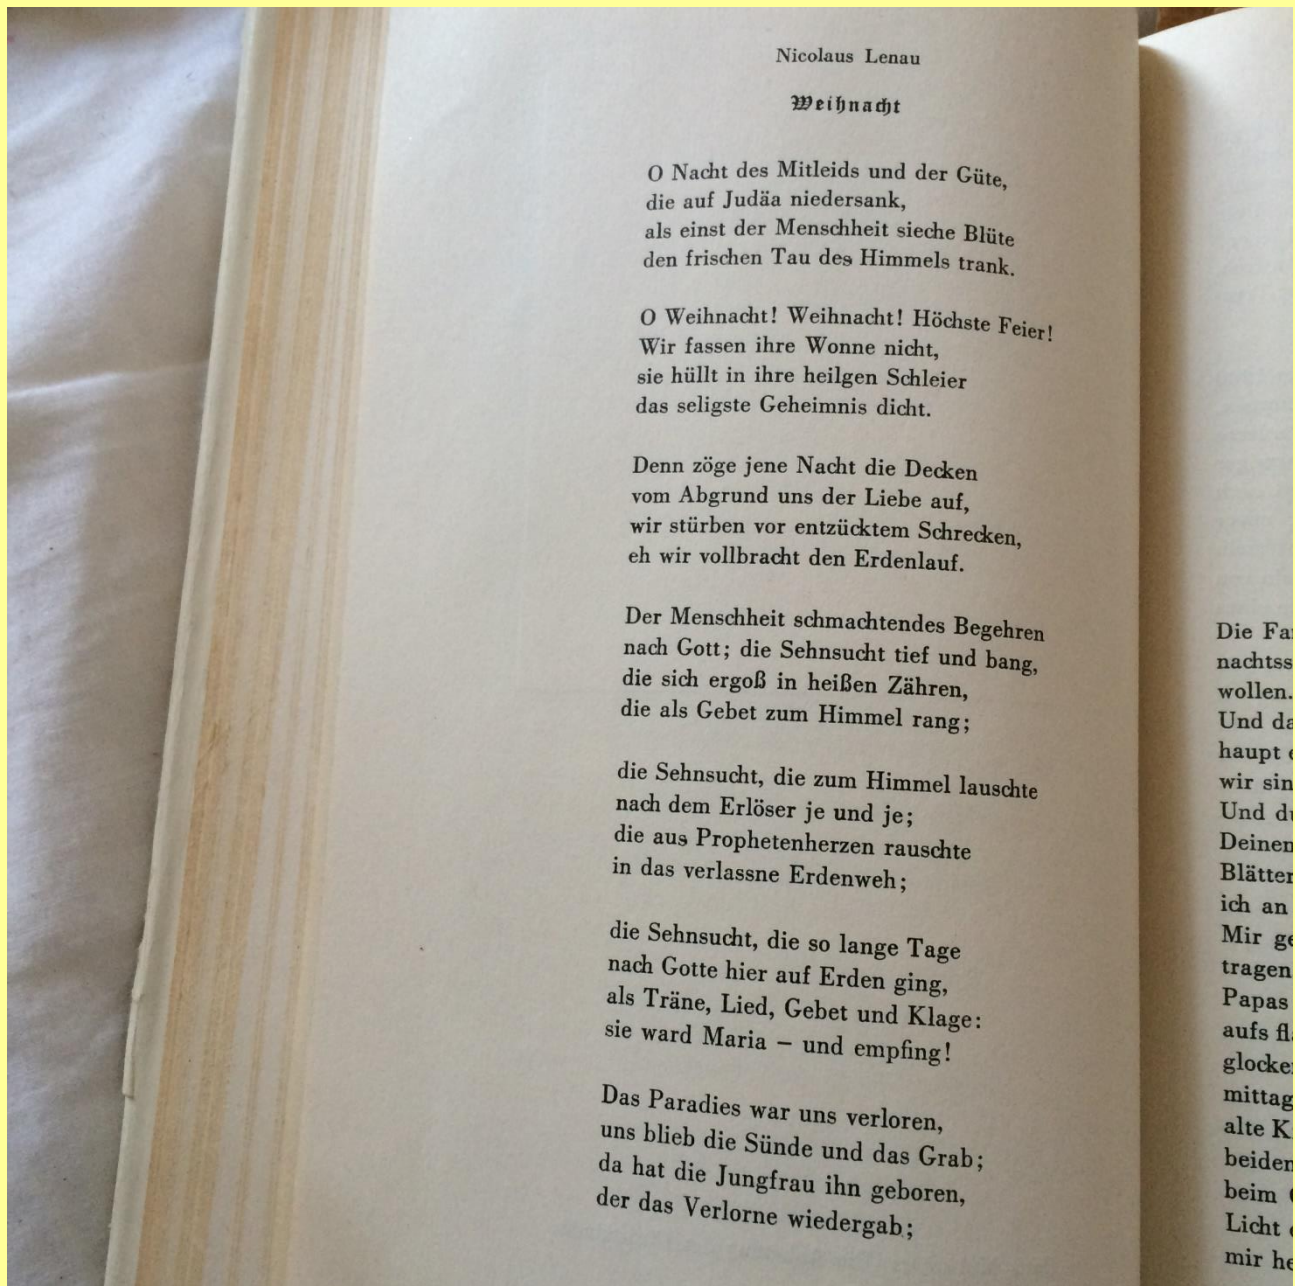 Nicolaus Lenau
Weihnacht
O Nacht des Mitleids und der Güte,
die auf Judäa niedersank,
als einst der Menschheit sieche Blüte
den frischen Tau des Himmels trank.
O Weihnacht! Weihnacht! Höchste Feier!
Wir fassen ihre Wonne nicht,
sie hüllt in ihre heilgen Schleier
das seligste Geheimnis dicht.
Denn zöge jene Nacht die Decken
vom Abgrund uns der Liebe auf,
wir stürben vor entzücktem Schrecken,
eh wir vollbracht den Erdenlauf.
Der Menschheit schmachtendes Begehren
nach Gott; die Sehnsucht tief und bang,
die sich ergoß in heißen Zähren,
die als Gebet zum Himmel rang;
die Sehnsucht, die zum Himmel lauschte
nach dem Erlöser je und je;
die aus Prophetenherzen rauschte
in das verlassne Erdenweh;
die Sehnsucht, die so lange Tage
nach Gotte hier auf Erden ging,
als Träne, Lied, Gebet und Klage:
sie ward Maria – und empfing!
Das Paradies war uns verloren,
uns blieb die Sünde und das Grab;
da hat die Jungfrau ihn geboren,
der das Verlorne wiedergab;
Die
wollen.
Und
haupt
wir
Und
ich an
Mir
Papas
aufs
alte
beim
Licht
mir